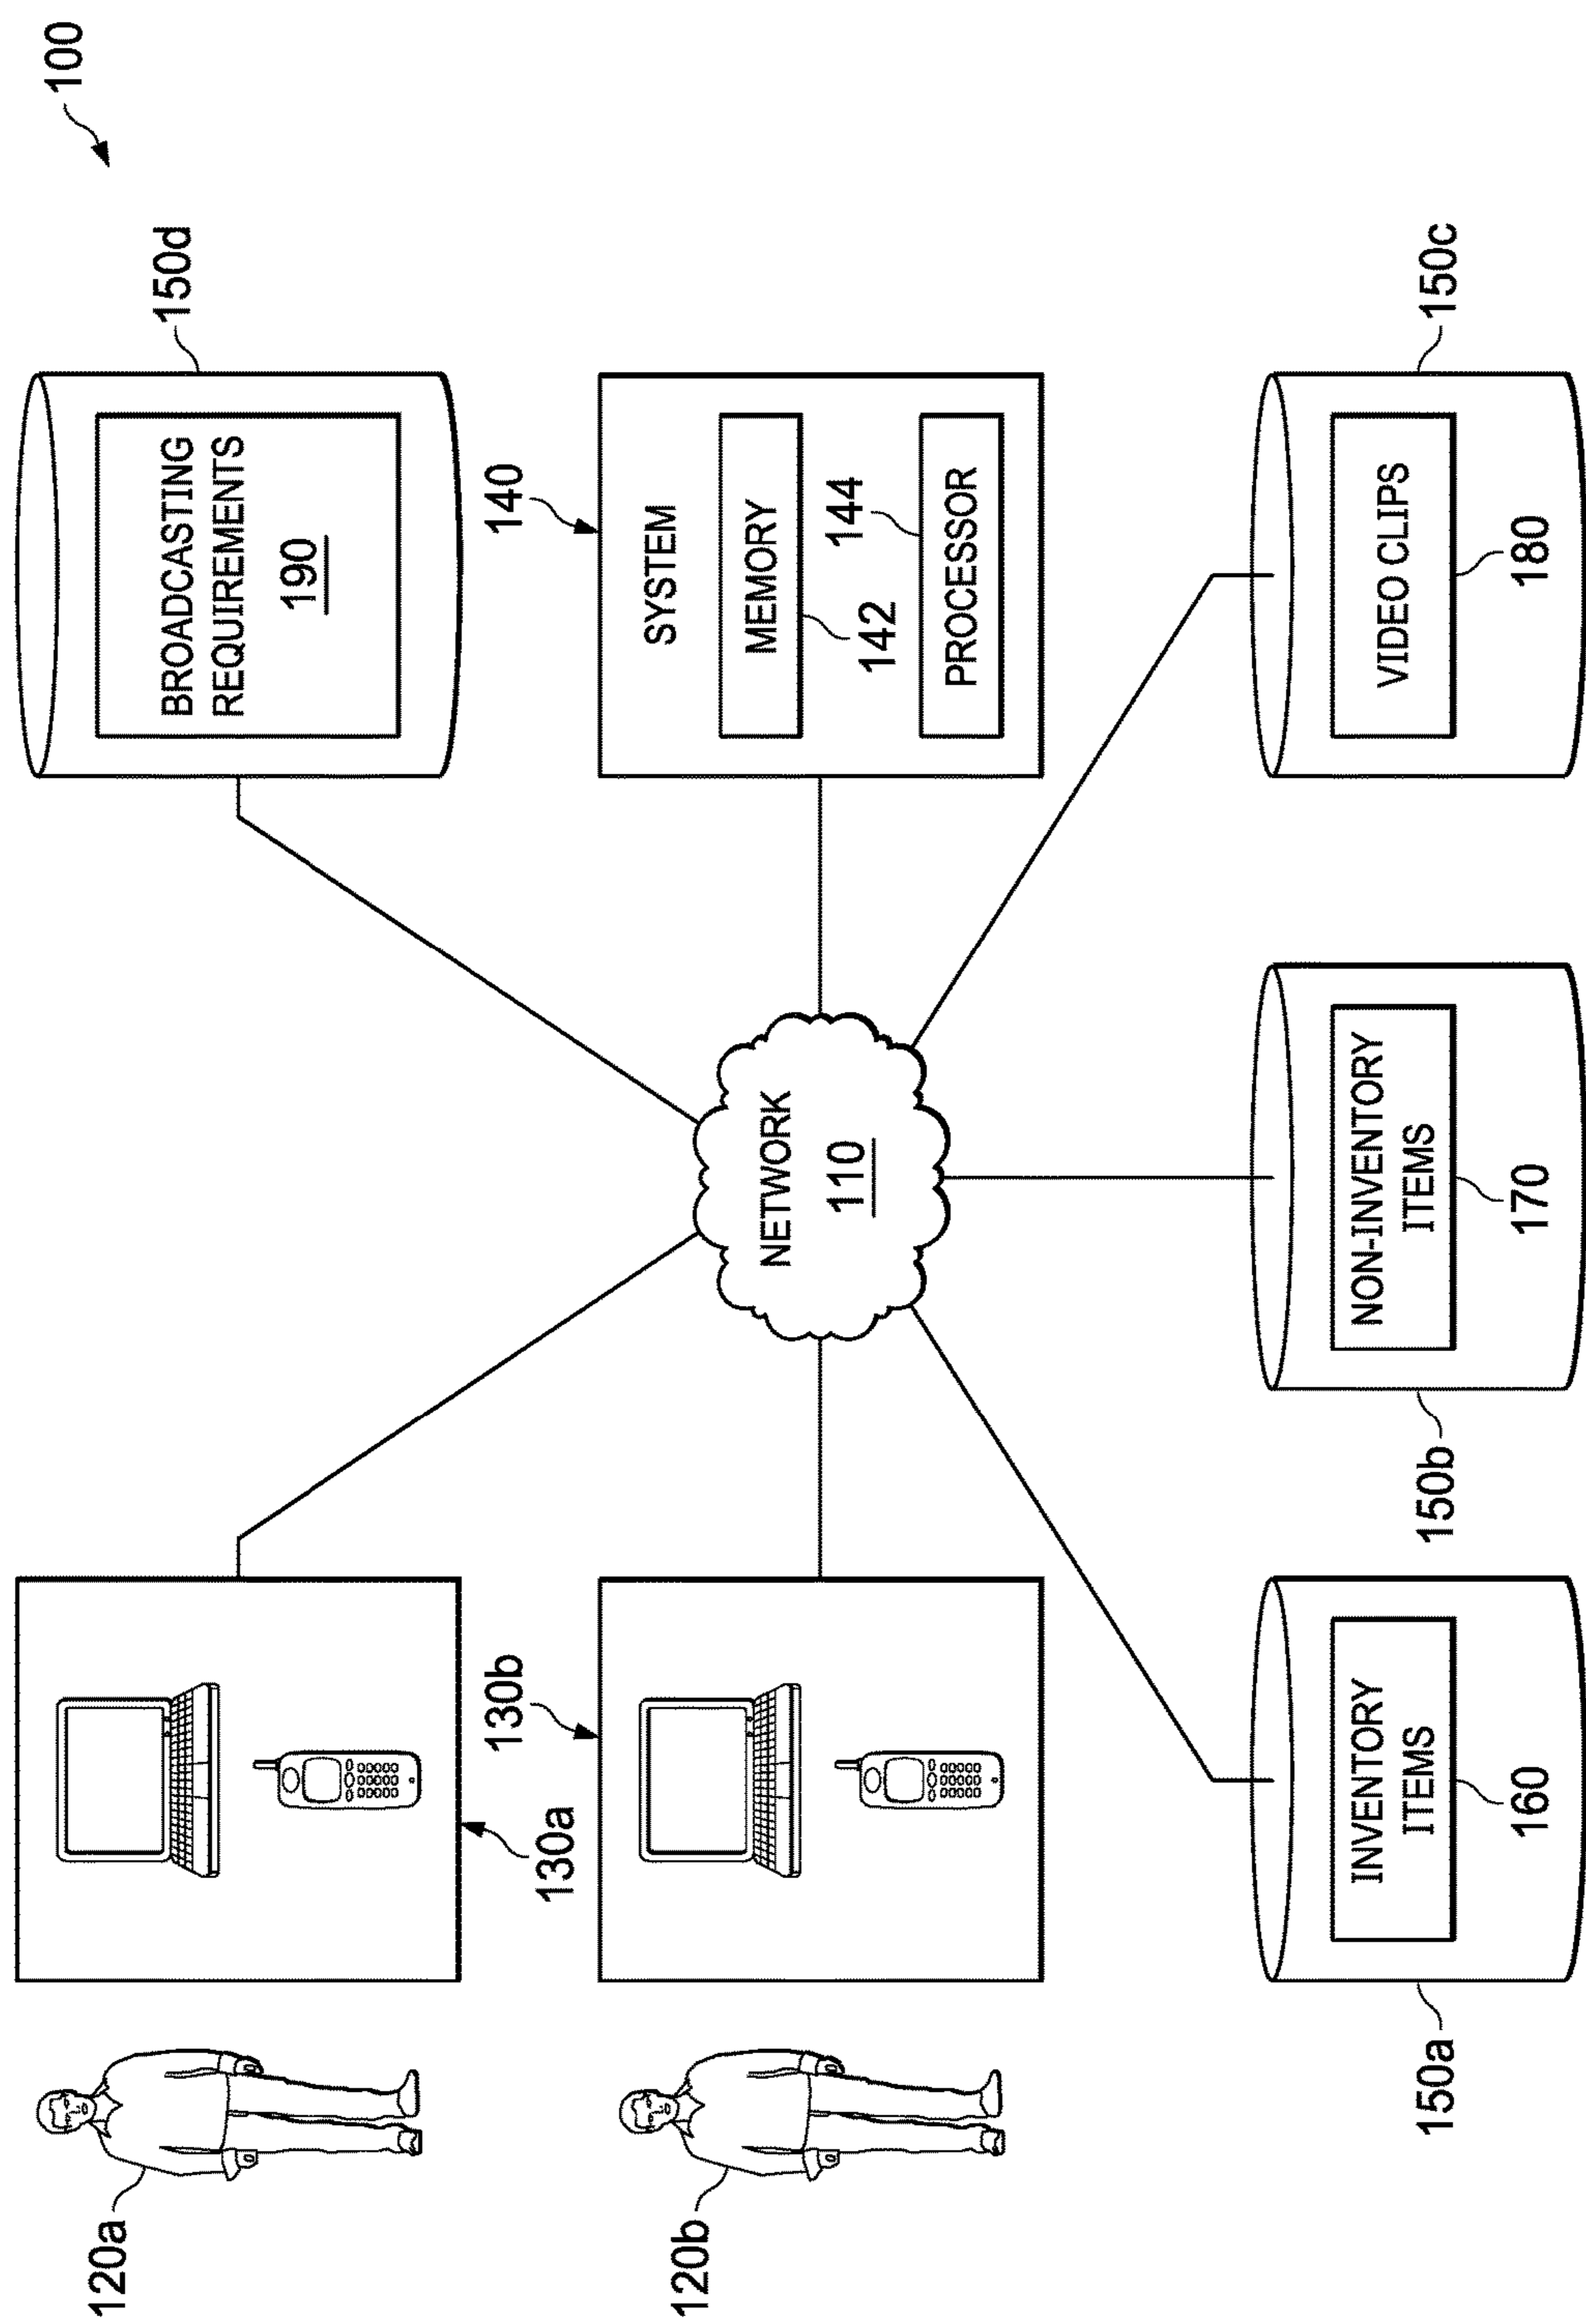 100
120a
130a
BROADCASTING
REQUIREMENTS
190
150d
120b
130b
NETWORK
110
140
SYSTEM
MEMORY
142
144
PROCESSOR
150a
INVENTORY
ITEMS
160
150b
NON-INVENTORY
ITEMS
170
VIDEO CLIPS
180
150c